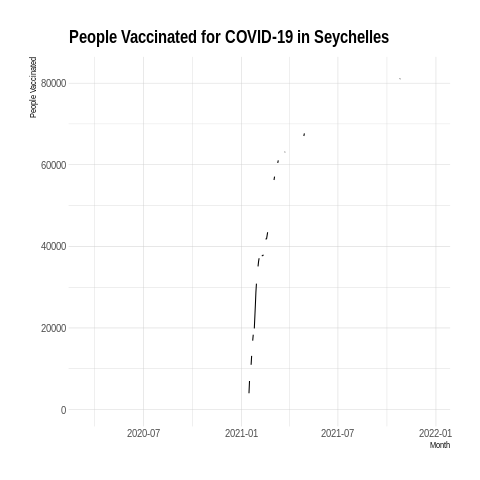 People Vaccinated for COVID-19 in Seychelles
People Vaccinated
80000
60000
40000
20000
0
2020-07 2021-01 2021-07 2022-01
Month